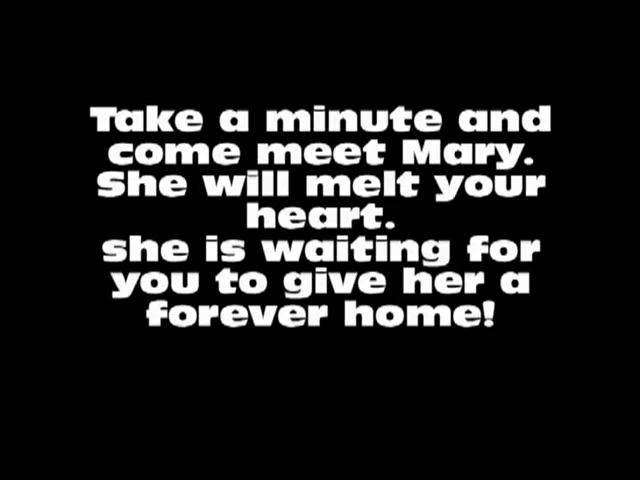 Take a minute and
come meet Mary.
She will melt your
heart.
she is waiting for
you to give her a
forever home!